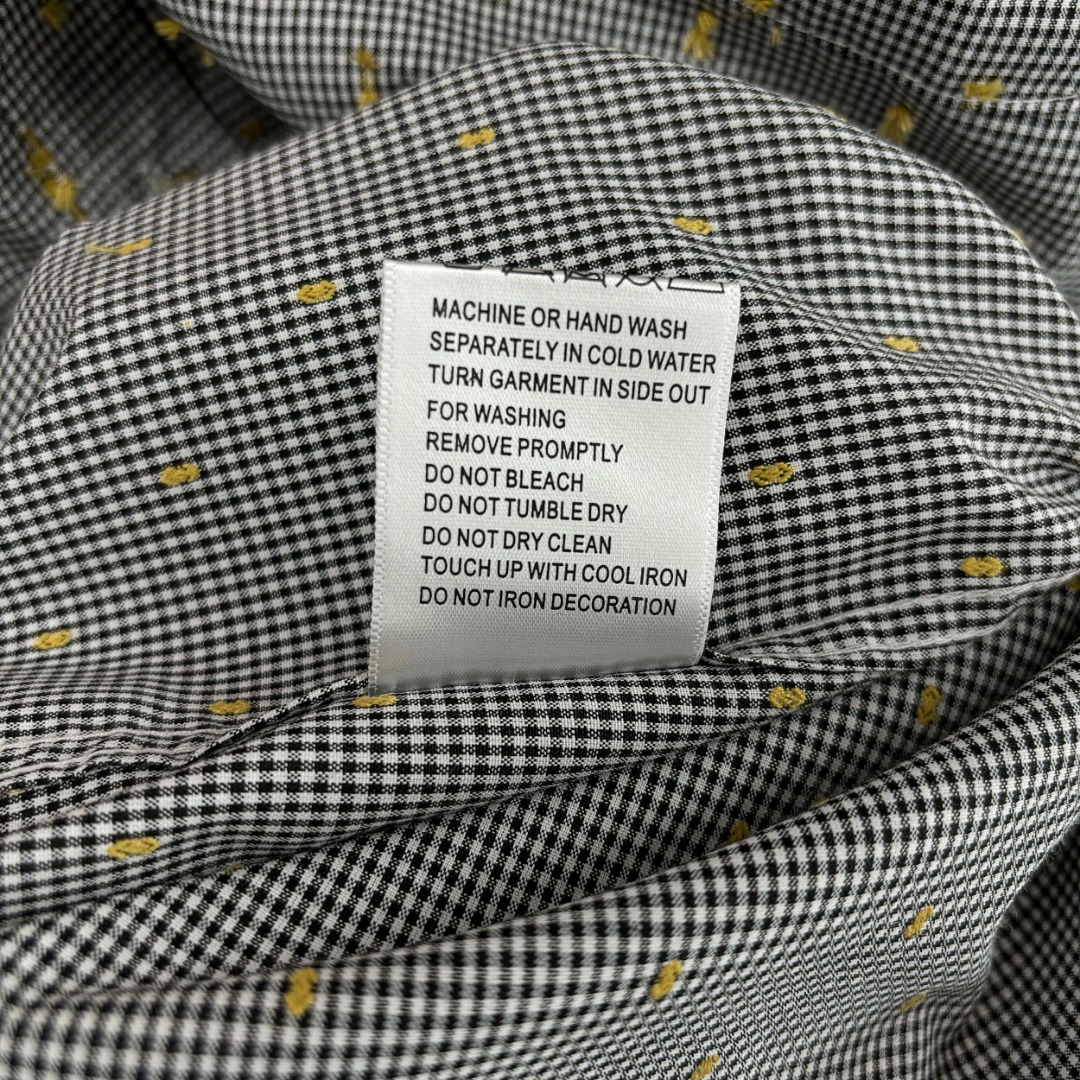 MACHINE OR HAND WASH
SEPARATELY IN COLD WATER
TURN GARMENT IN SIDE OUT
FOR WASHING
REMOVE PROMPTLY
DO NOT BLEACH
DO NOT TUMBLE DRY
DO NOT DRY CLEAN
TOUCH UP WITH COOL IRON
DO NOT IRON DECORATION